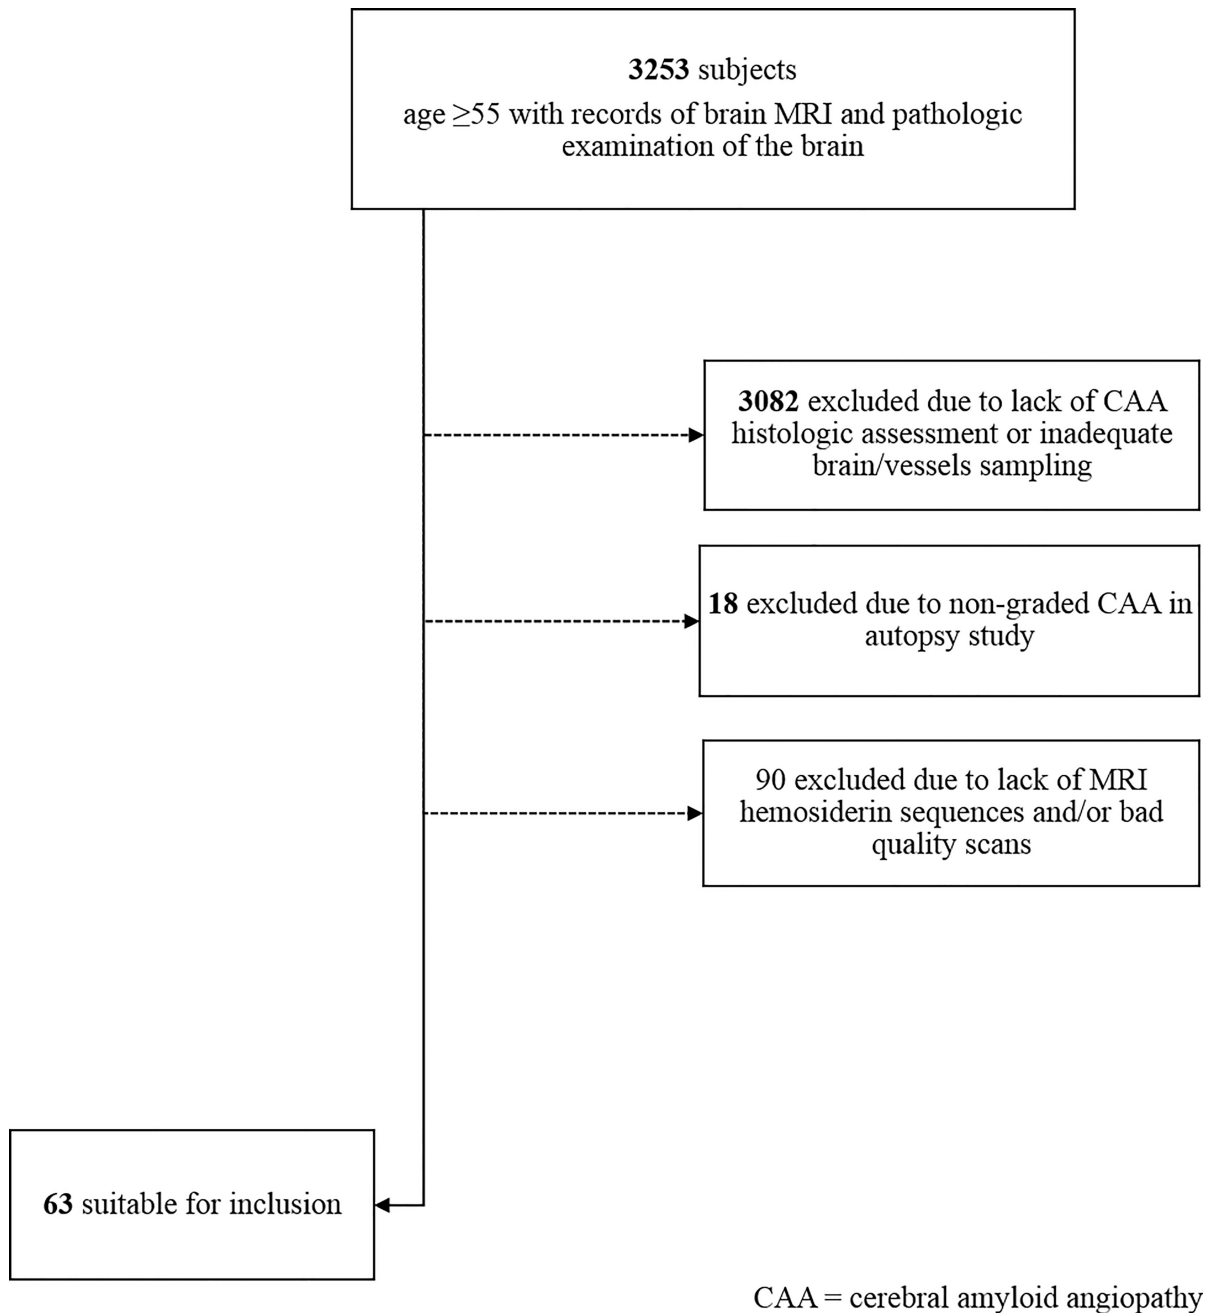 3253 subjects
age ≥55 with records of brain MRI and pathologic
examination of the brain
3082 excluded due to lack of CAA
histologic assessment or inadequate
brain/vessels sampling
18 excluded due to non-graded CAA in
autopsy study
90 excluded due to lack of MRI
hemosiderin sequences and/or bad
quality scans
63 suitable for inclusion
CAA = cerebral amyloid angiopathy